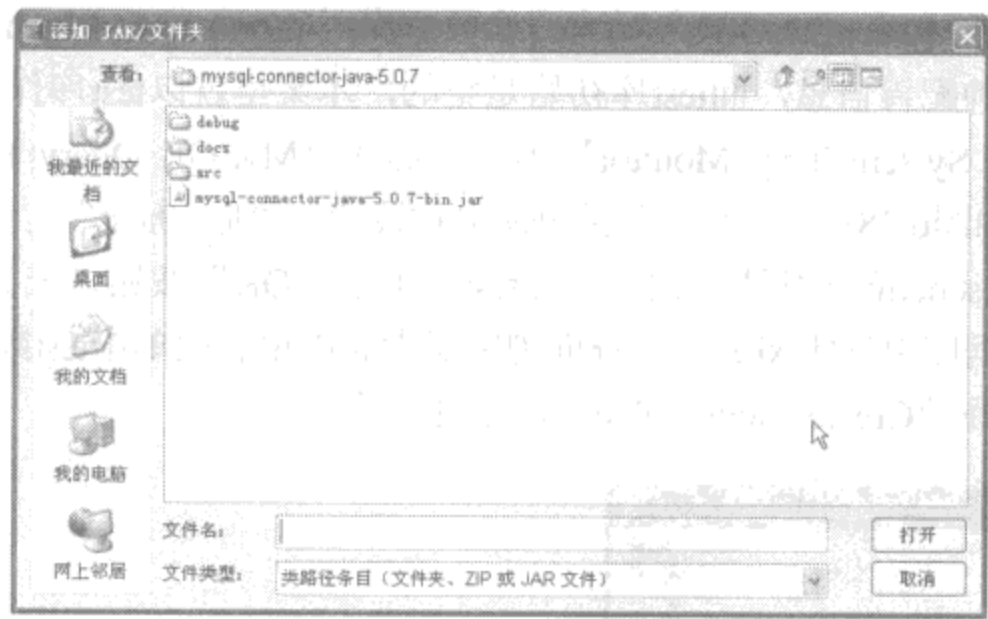 添加 JAR/文件夹
查看：
mysql-connector-java-5.0.7
debug
docs
src
mysql-connector-java-5.0.7-bin.jar
我最近的文
档
桌面
我的文档
我的电脑
网上邻居
文件名：
打开
文件类型：
类路径条目（文件夹、ZIP 或 JAR 文件）
取消